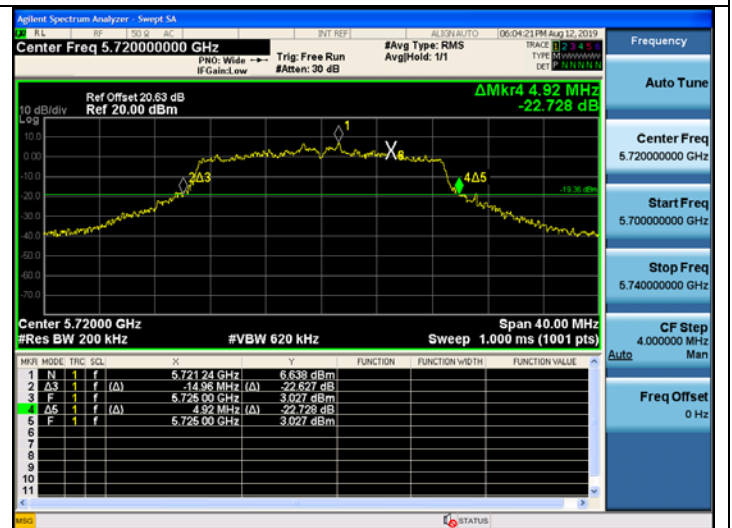 Agilent Spectrum Analyzer - Swept SA
RL RF 50 Ω AC INT REF ALIGN AUTO 06:04:21 PM Aug 12, 2019
Center Freq 5.720000000 GHz #Avg Type: RMS TRACE 1 2 3 4 5 6 Frequency
PNO: Wide Trig: Free Run Avg|Hold: 1/1 TYPE M
IFGain:Low #Atten: 30 dB DET P N N N N N
Auto Tune
Ref Offset 20.63 dB ΔMkr4 4.92 MHz
10 dB/div Ref 20.00 dBm -22.728 dB
Log
10.0
0.00
-10.0
-20.0
-30.0
-40.0
-50.0
-60.0
-70.0
1
2Δ3
4Δ5
-19.36 dBm
Center Freq
5.720000000 GHz
Start Freq
5.700000000 GHz
Stop Freq
5.740000000 GHz
Center 5.72000 GHz Span 40.00 MHz
#Res BW 200 kHz #VBW 620 kHz Sweep 1.000 ms (1001 pts)
CF Step
4.000000 MHz
Auto Man
Freq Offset
0 Hz
MKR MODE TRC SCL X Y FUNCTION FUNCTION WIDTH FUNCTION VALUE
1 N 1 f 5.721 24 GHz 6.638 dBm
2 Δ3 1 f (Δ) -14.96 MHz (Δ) -22.627 dB
3 F 1 f 5.725 00 GHz 3.027 dBm
4 Δ5 1 f (Δ) 4.92 MHz (Δ) -22.728 dB
5 F 1 f 5.725 00 GHz 3.027 dBm
6
7
8
9
10
11
MSG STATUS